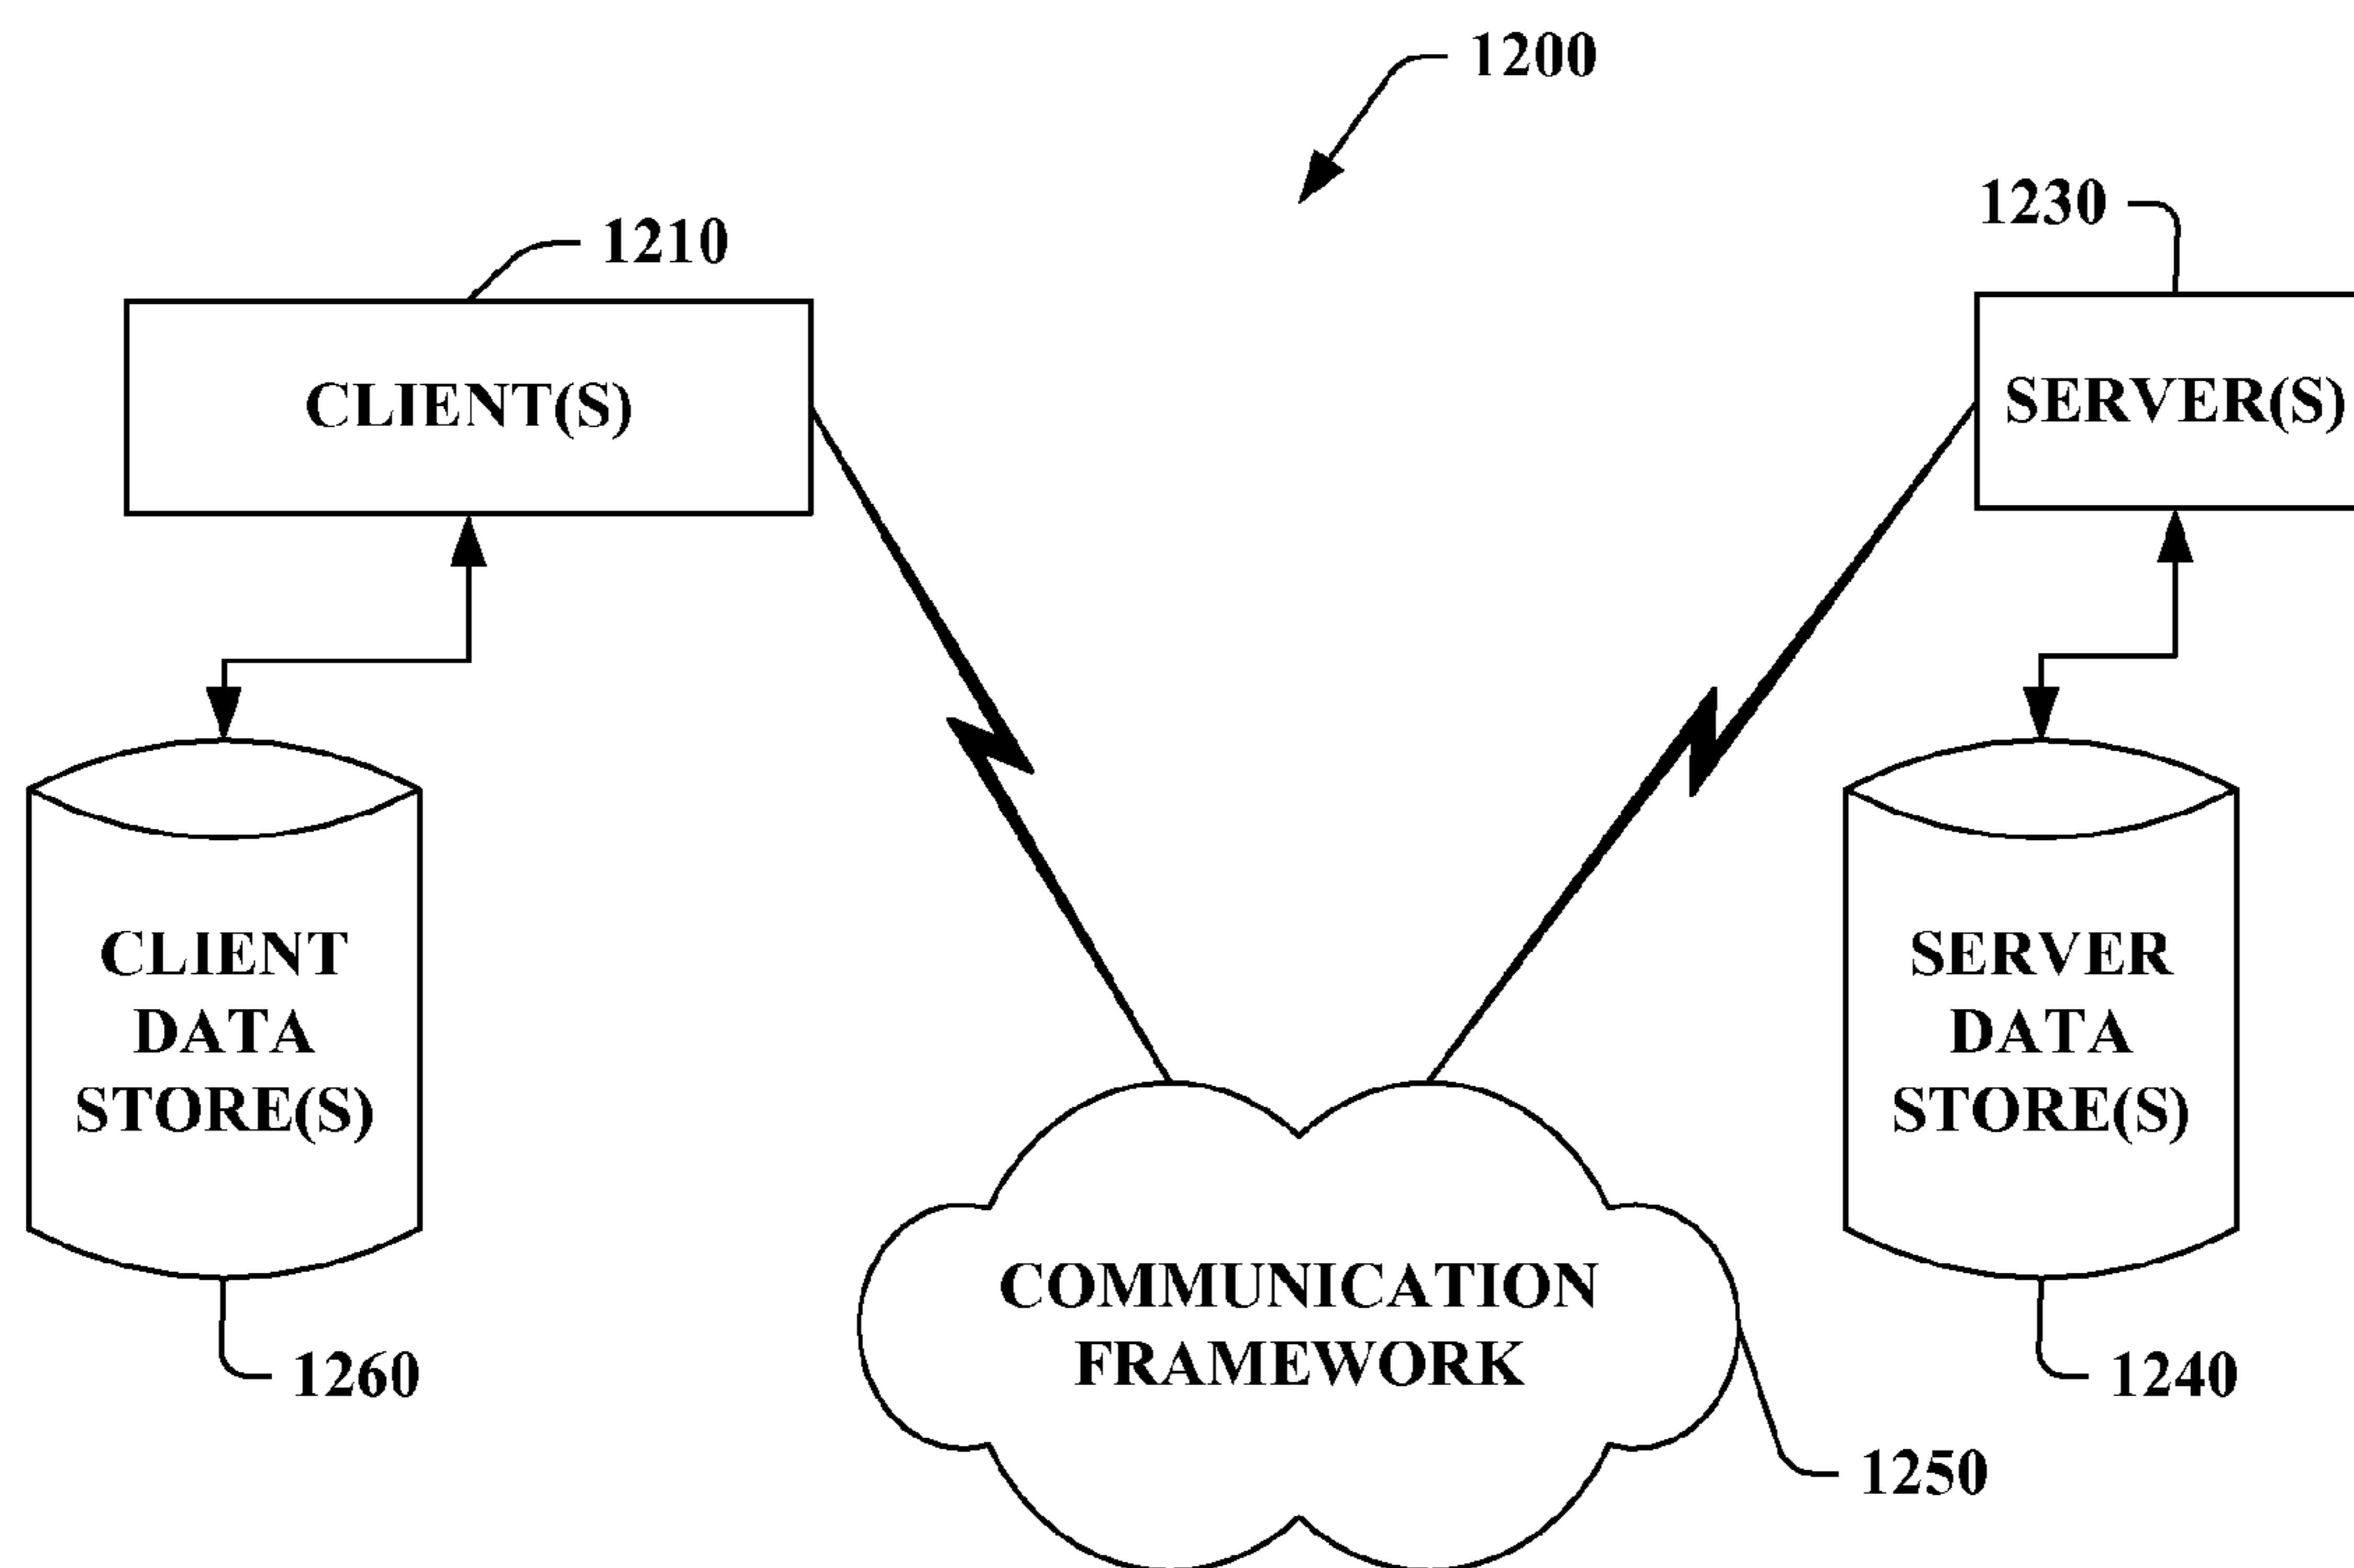 1200
1210
1230
CLIENT(S)
SERVER(S)
CLIENT
DATA
STORE(S)
SERVER
DATA
STORE(S)
COMMUNICATION
FRAMEWORK
1260
1240
1250